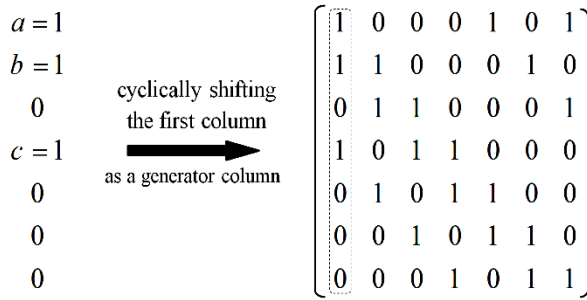 a = 1
b = 1
0
c = 1
0
0
0
cyclically shifting
the first column
as a generator column
1 0 0 0 1 0 1
1 1 0 0 0 1 0
0 1 1 0 0 0 1
1 0 1 1 0 0 0
0 1 0 1 1 0 0
0 0 1 0 1 1 0
0 0 0 1 0 1 1